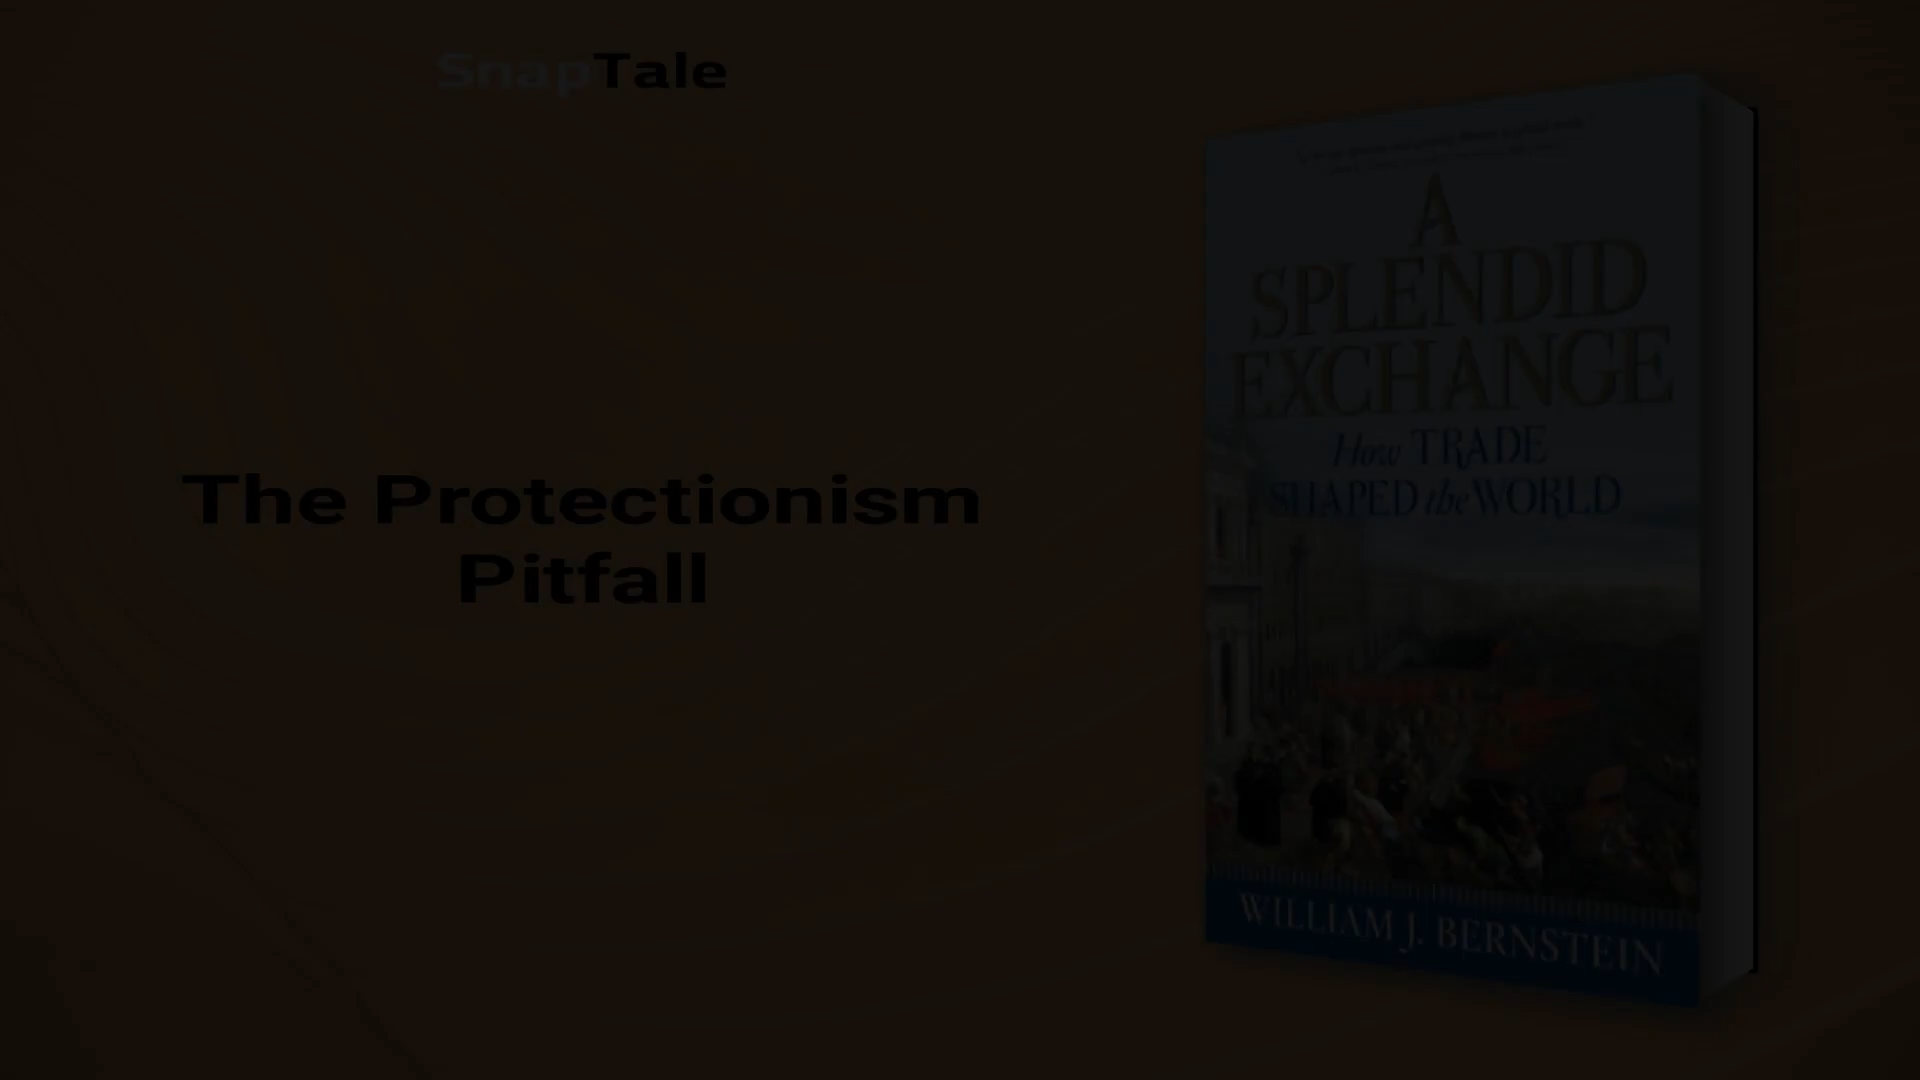 SnapTale
The Protectionism
Pitfall
A
SPLENDID
EXCHANGE
How TRADE
SHAPED the WORLD
WILLIAM J. BERNSTEIN